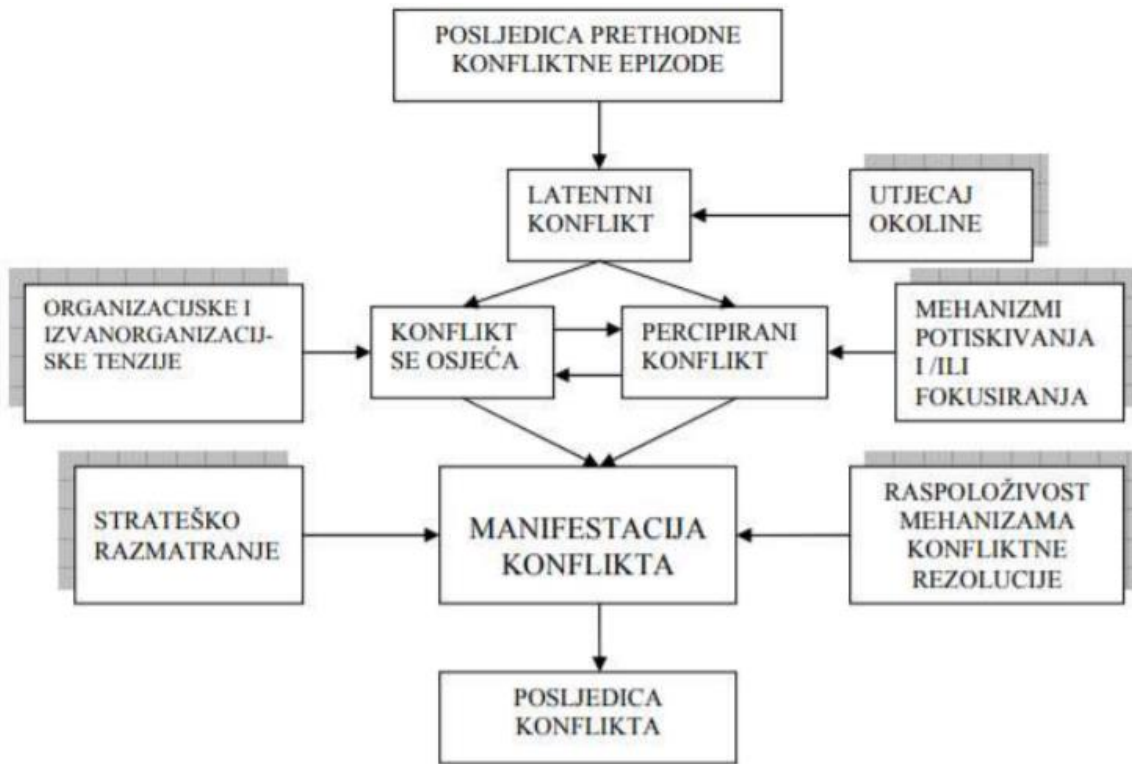 POSLJEDICA PRETHODNE
KONFLIKTNE EPIZODE
LATENTNI
KONFLIKT
UTJECAJ
OKOLINE
ORGANIZACIJSKE I
IZVANORGANIZACIJ-
SKE TENZIJE
KONFLIKT
SE OSJEĆA
PERCIPIRANI
KONFLIKT
MEHANIZMI
POTISKIVANJA
I /ILI
FOKUSIRANJA
STRATEŠKO
RAZMATRANJE
MANIFESTACIJA
KONFLIKTA
RASPOLOŽIVOST
MEHANIZAMA
KONFLIKTNE
REZOLUCIJE
POSLJEDICA
KONFLIKTA